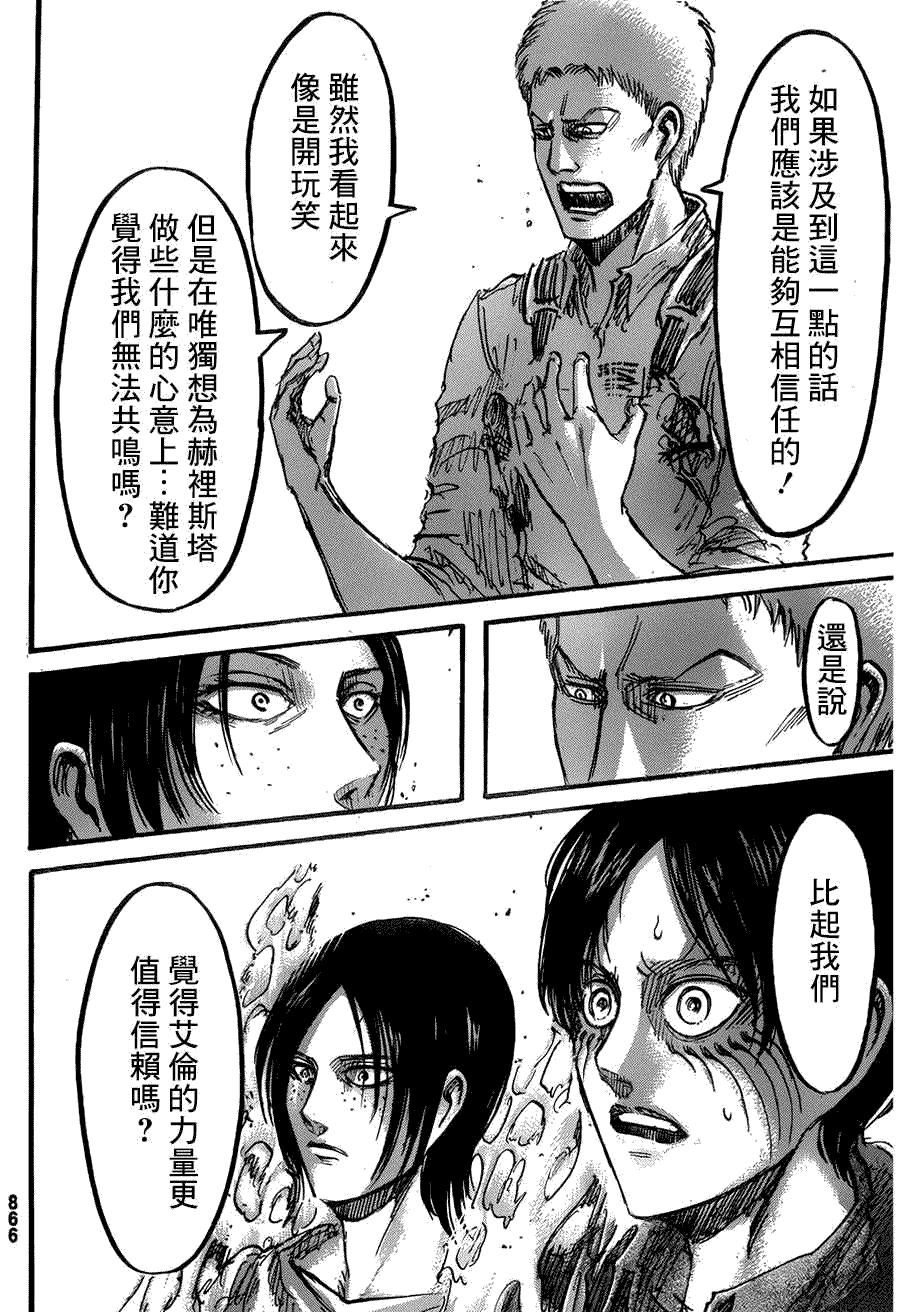 如果涉及到這一點的話
我們應該是能夠互相信任的！
雖然我看起來
像是開玩笑
但是在唯獨想為赫裡斯塔
做些什麼的心意上…難道你
覺得我們無法共鳴嗎？
還是說
比起我們
覺得艾倫的力量更
值得信賴嗎？
866